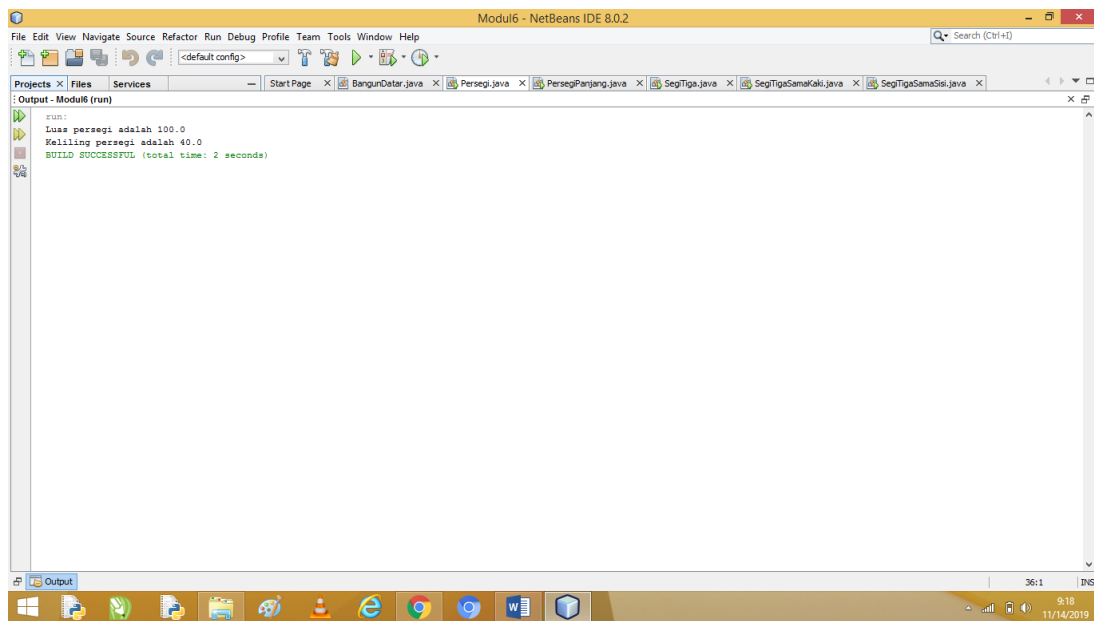 Modul6 - NetBeans IDE 8.0.2
File Edit View Navigate Source Refactor Run Debug Profile Team Tools Window Help
Search (Ctrl+I)
<default config>
Projects Files Services
Start Page BangunDatar.java Persegi.java PersegiPanjang.java SegiTiga.java SegiTigaSamaKaki.java SegiTigaSamaSisi.java
Output - Modul6 (run)
run:
Luas persegi adalah 100.0
Keliling persegi adalah 40.0
BUILD SUCCESSFUL (total time: 2 seconds)
Output
36:1 INS
9:18
11/14/2019